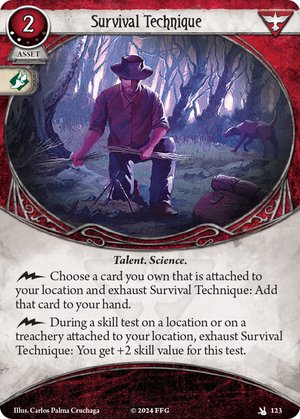 Survival Technique
2
ASSET
Talent. Science.
Choose a card you own that is attached to
your location and exhaust Survival Technique: Add
that card to your hand.
During a skill test on a location or on a
treachery attached to your location, exhaust Survival
Technique: You get +2 skill value for this test.
Illus. Carlos Palma Cruchaga
© 2024 FFG
123